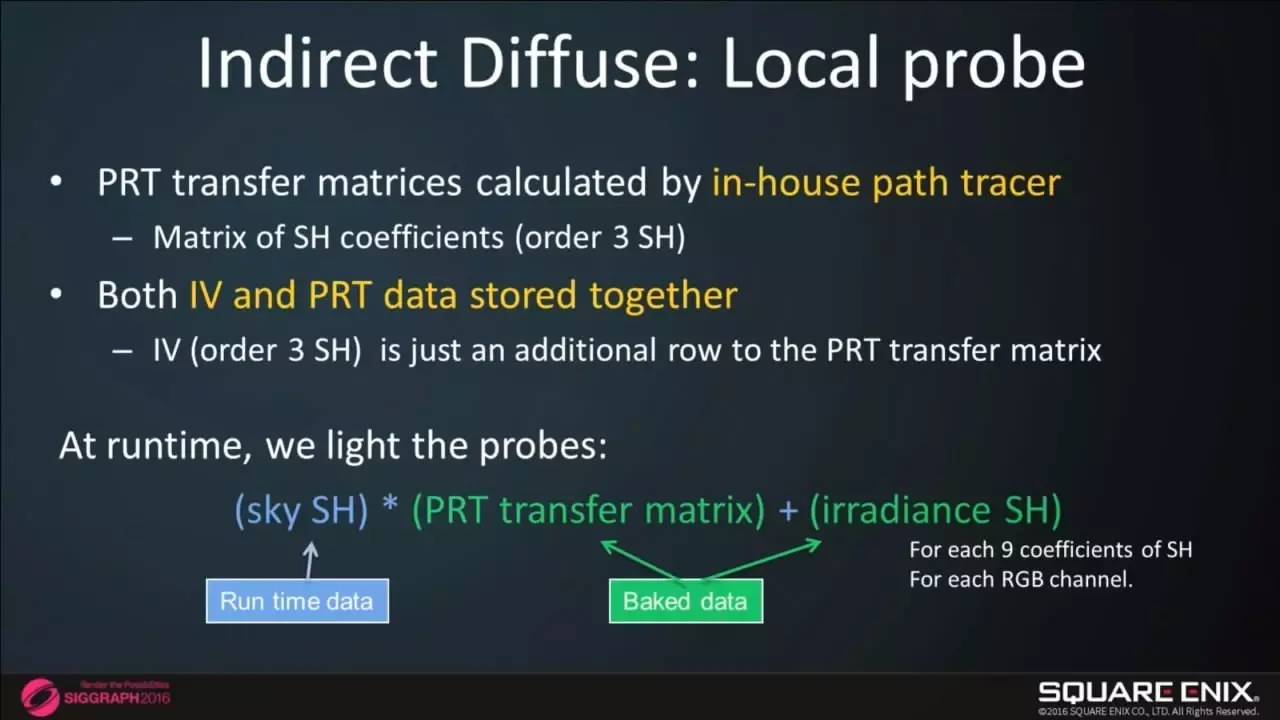 Indirect Diffuse: Local probe
• PRT transfer matrices calculated by in-house path tracer
– Matrix of SH coefficients (order 3 SH)
• Both IV and PRT data stored together
– IV (order 3 SH) is just an additional row to the PRT transfer matrix
At runtime, we light the probes:
(sky SH) * (PRT transfer matrix) + (irradiance SH)
For each 9 coefficients of SH
For each RGB channel.
Run time data
Baked data
Render the Possibilities
SIGGRAPH2016
SQUARE ENIX.
©2016 SQUARE ENIX CO., LTD. All Rights Reserved.